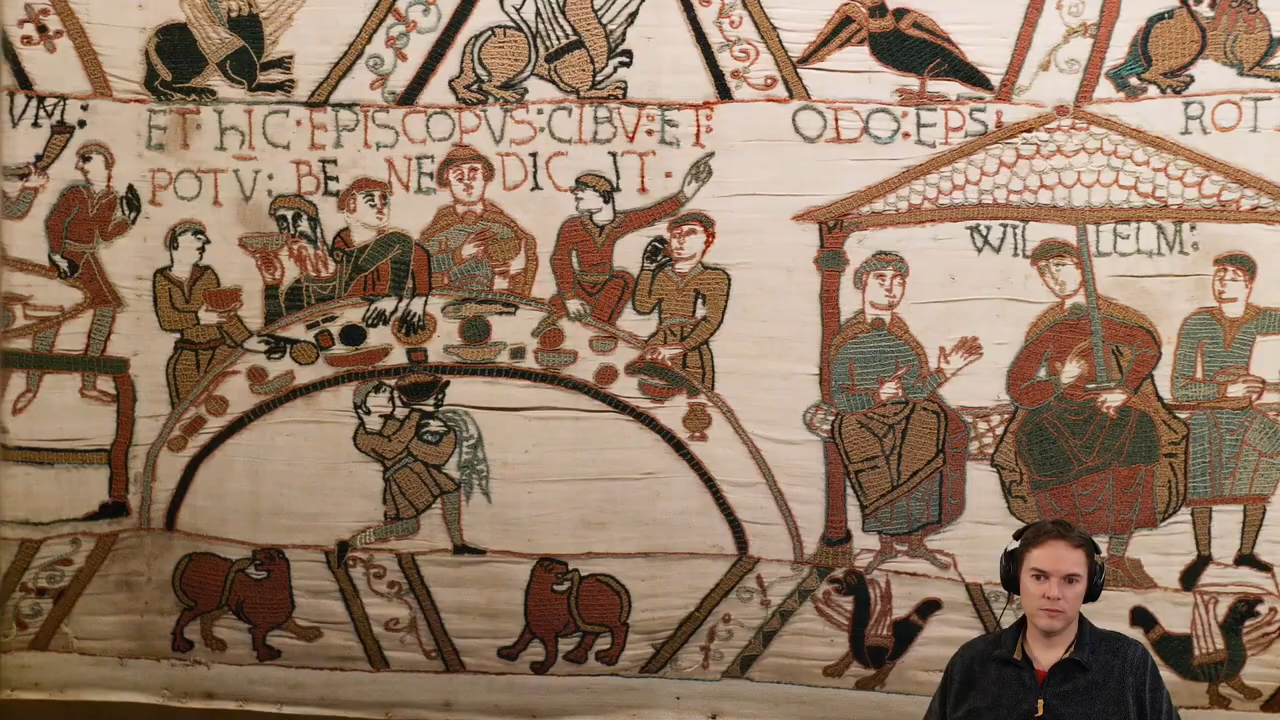 VM:
ET·hIC·EPISCOPVS:CIBV:ET:
POTV: BENEDICIT·
ODO:EPS:
ROT
WILLELM: